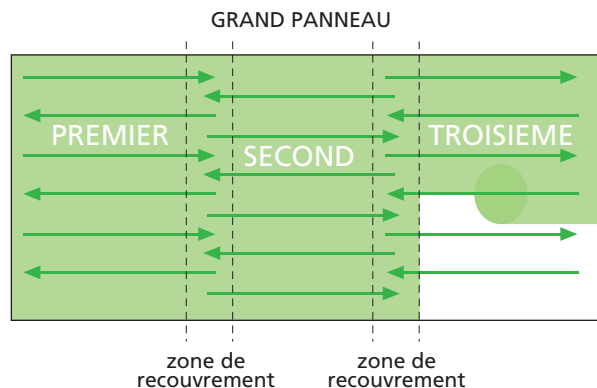 GRAND PANNEAU
PREMIER
SECOND
TROISIEME
zone de
recouvrement
zone de
recouvrement